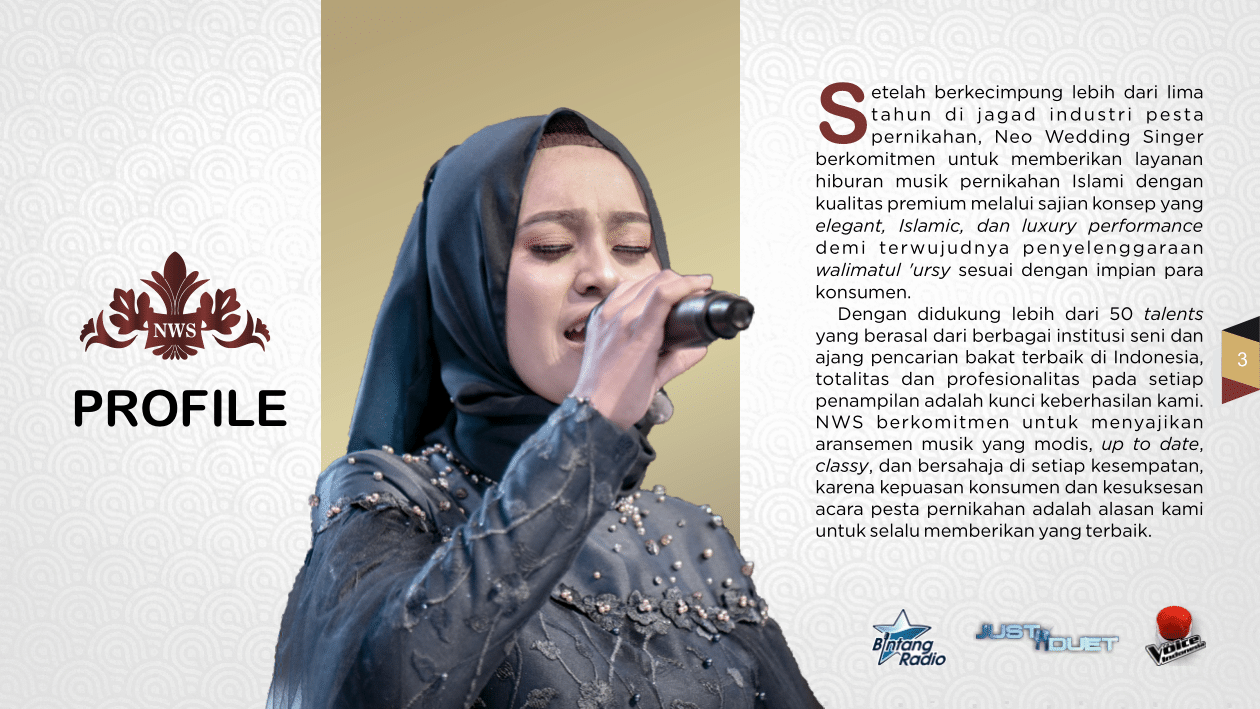 NWS
PROFILE
Setelah berkecimpung lebih dari lima
tahun di jagad industri pesta
pernikahan, Neo Wedding Singer
berkomitmen untuk memberikan layanan
hiburan musik pernikahan Islami dengan
kualitas premium melalui sajian konsep yang
elegant, Islamic, dan luxury performance
demi terwujudnya penyelenggaraan
walimatul 'ursy sesuai dengan impian para
konsumen.
Dengan didukung lebih dari 50 talents
yang berasal dari berbagai institusi seni dan
ajang pencarian bakat terbaik di Indonesia,
totalitas dan profesionalitas pada setiap
penampilan adalah kunci keberhasilan kami.
NWS berkomitmen untuk menyajikan
aransemen musik yang modis, up to date,
classy, dan bersahaja di setiap kesempatan,
karena kepuasan konsumen dan kesuksesan
acara pesta pernikahan adalah alasan kami
untuk selalu memberikan yang terbaik.
3
Bintang
Radio
JUST DUET
Voice
Indonesia